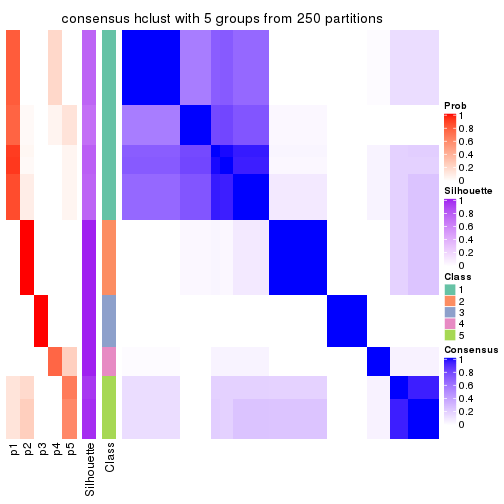 consensus hclust with 5 groups from 250 partitions
Prob
1
0.8
0.6
0.4
0.2
0
Silhouette
1
0.8
0.6
0.4
0.2
0
Class
1
2
3
4
5
Consensus
1
0.8
0.6
0.4
0.2
0
p1
p2
p3
p4
p5
Silhouette
Class